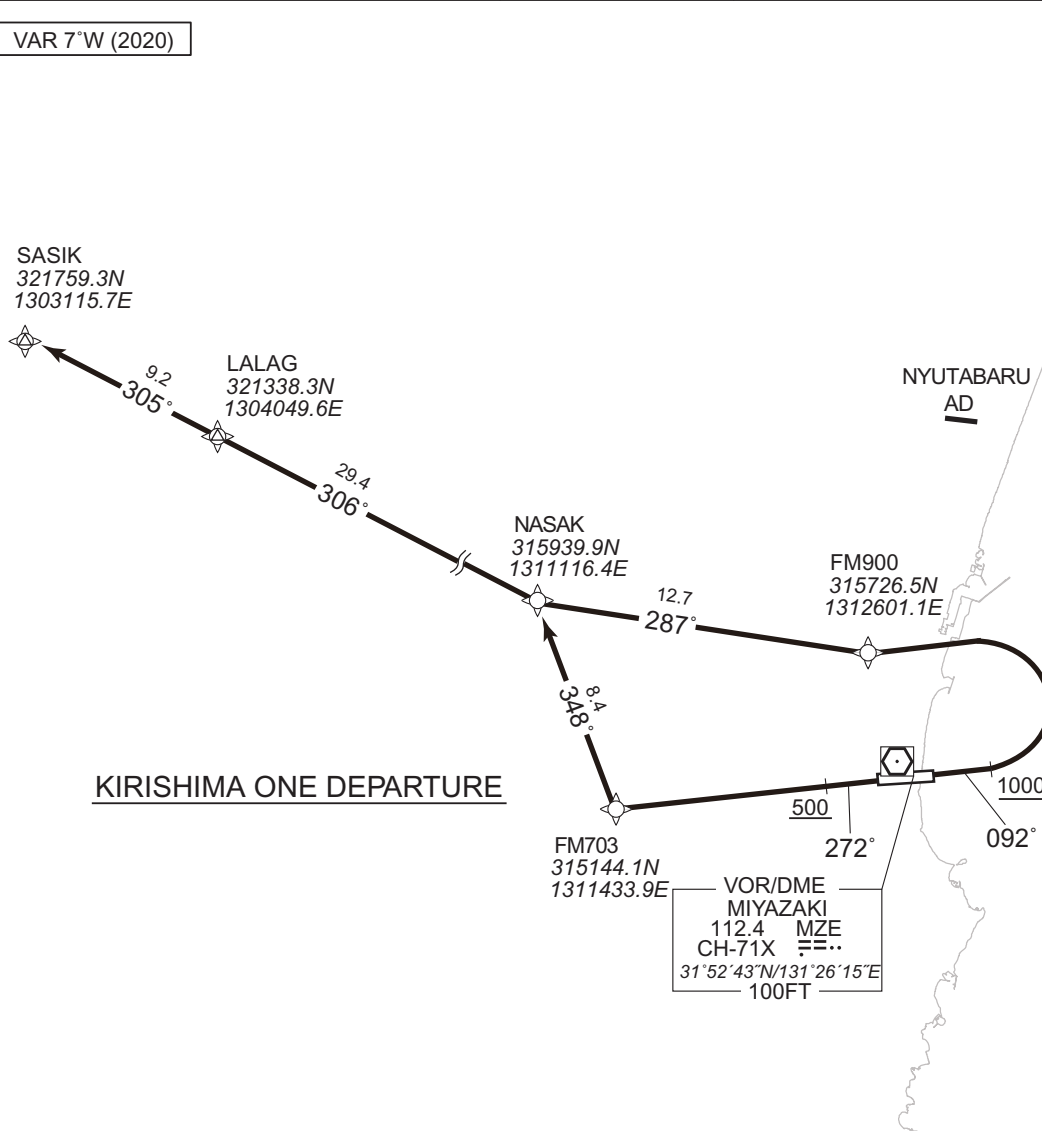 VAR 7˚W (2020)
SASIK
321759.3N
1303115.7E
9.2
305˚
LALAG
321338.3N
1304049.6E
29.4
306˚
NYUTABARU
AD
NASAK
315939.9N
1311116.4E
12.7
287˚
FM900
315726.5N
1312601.1E
8.4
348˚
KIRISHIMA ONE DEPARTURE
FM703
315144.1N
1311433.9E
500
272˚
1000
092˚
VOR/DME
MIYAZAKI
112.4 MZE
CH-71X
31˚52´43˝N/131˚26´15˝E
100FT